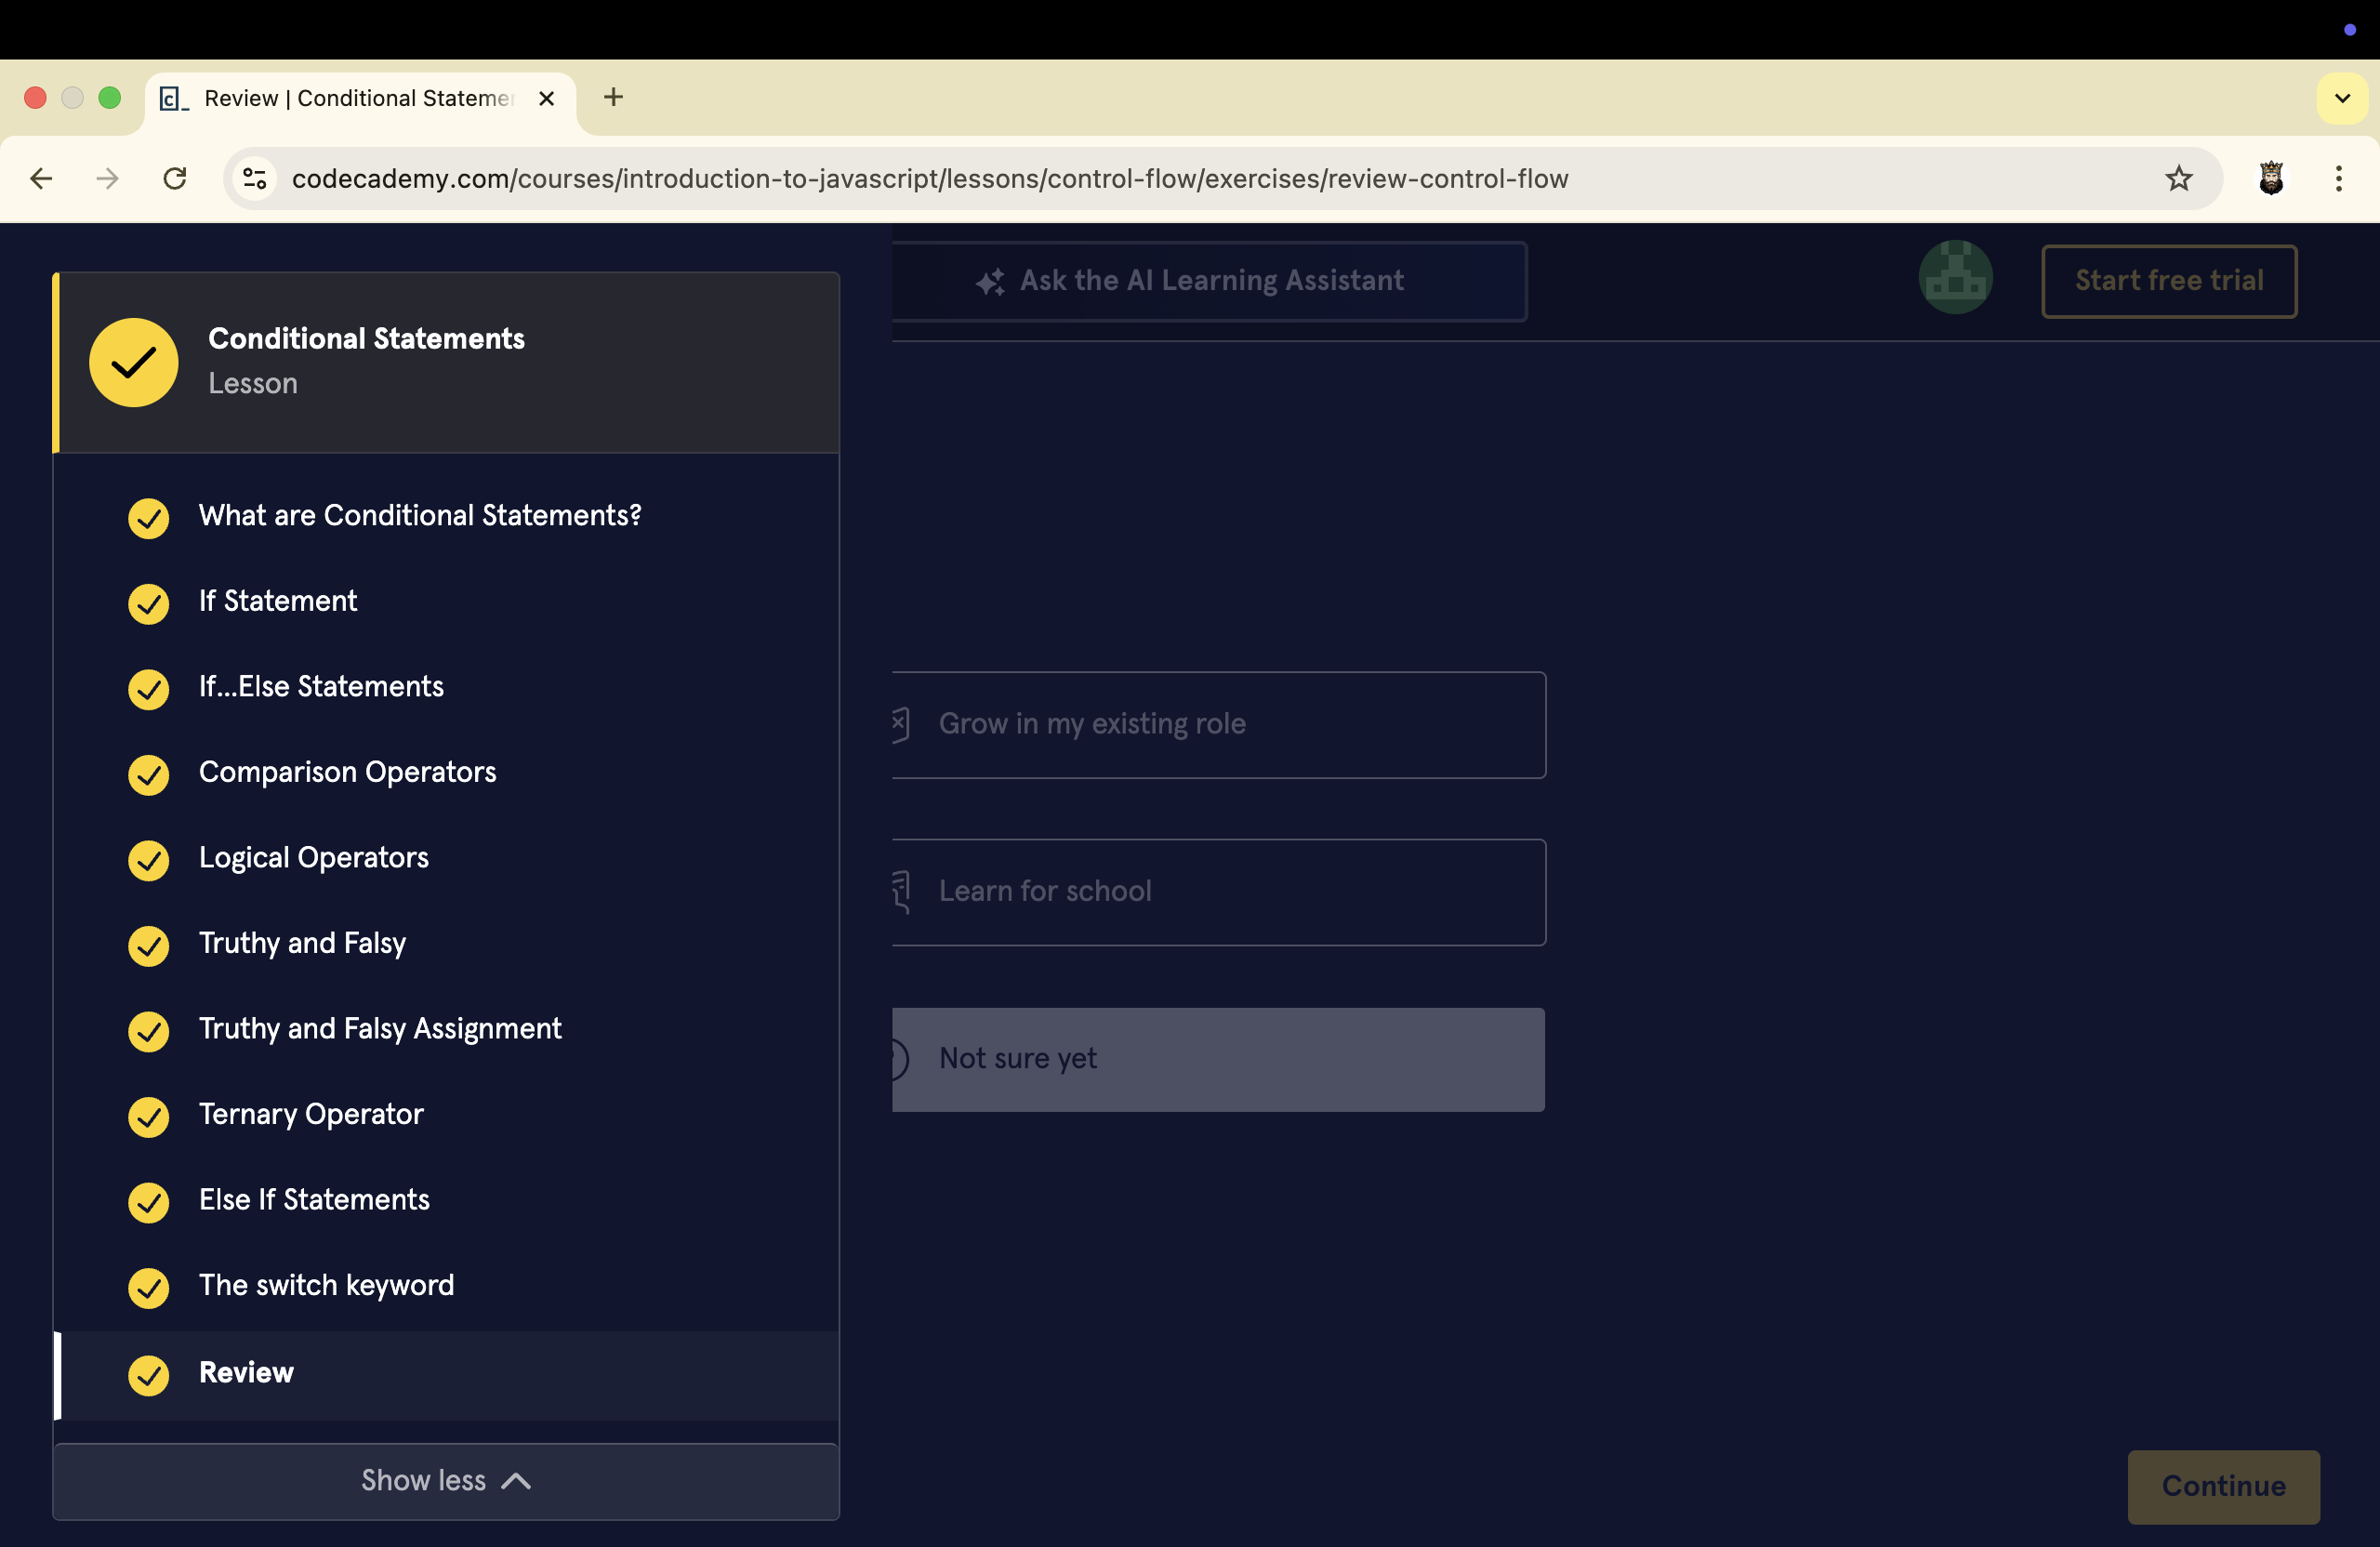 Review | Conditional Stateme
codecademy.com/courses/introduction-to-javascript/lessons/control-flow/exercises/review-control-flow
Ask the AI Learning Assistant
Start free trial
Conditional Statements
Lesson
What are Conditional Statements?
If Statement
If...Else Statements
Comparison Operators
Logical Operators
Truthy and Falsy
Truthy and Falsy Assignment
Ternary Operator
Else If Statements
The switch keyword
Review
Show less
Grow in my existing role
Learn for school
Not sure yet
Continue